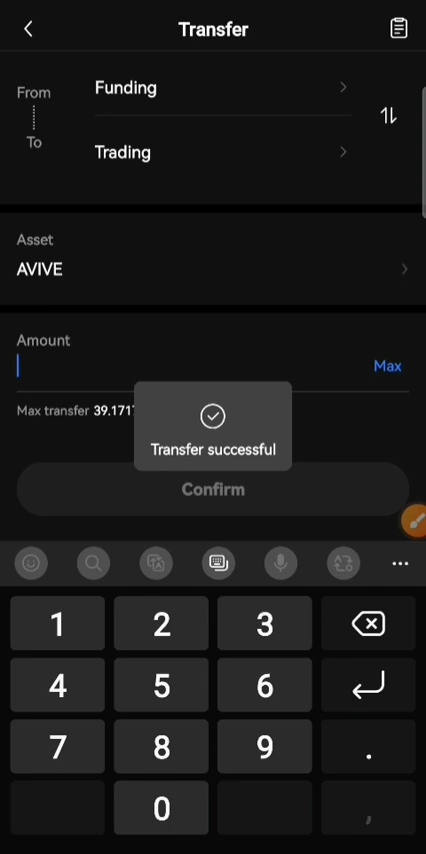 Transfer
From
Funding
To
Trading
Asset
AVIVE
Amount
Max
Max transfer 39.171
Transfer successful
Confirm
1 2 3
4 5 6
7 8 9 .
0 ,